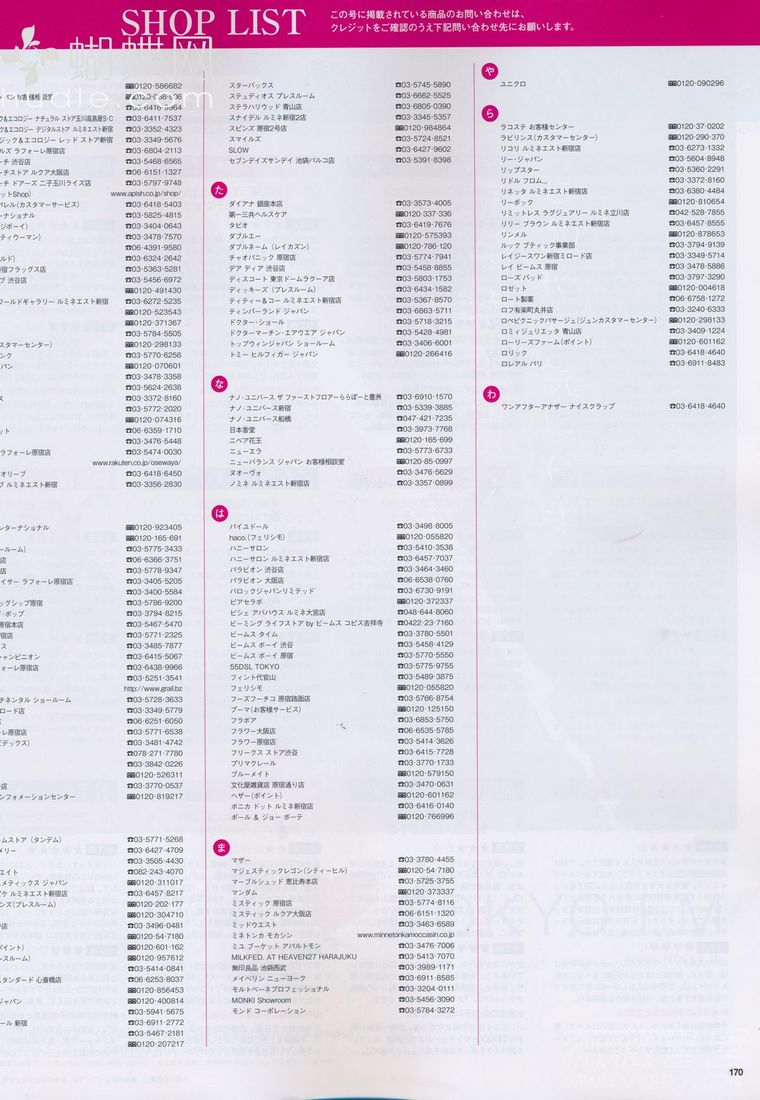 SHOP LIST
この号に掲載されている商品のお問い合わせは、
クレジットをご確認のうえ下記問い合わせ先にお願いします。
0120·586682
パンお客様相談室
03·6416·3964
ク&エコロジー ナチュラル ストア玉川高島屋S·C 03·6411·7537
ク&エコロジー デジタルストア ルミネエスト新宿 03·3352·4323
ジック&エコロジー レッド ストア新宿 03·3349·5676
ルズ ラフォーレ原宿店 03·6804·2113
ーチ 渋谷店 03·5468·6565
ーチストア ルクア大阪店 06·6151·1327
ーチ ドアーズ 二子玉川ライズ店 03·5797·9748
ットShop) www.apish.co.jp/shop/
パレル(カスタマーサービス) 03·6418·5403
ーナショナル 03·5825·4815
ジボーイ) 03·3404·0643
ティウーマン) 03·3478·7570
06·4391·9580
ルド) 03·6324·2642
宿フラッグス店 03·5363·5281
ブ 渋谷店 03·5456·6972
0120·491430
ワールドギャラリー ルミネエスト新宿 03·6272·5235
0120·523543
0120·371367
03·5784·5505
スタマーセンター) 0120·298133
ンク 03·5770·6256
パン 0120·070601
03·3478·3358
03·5624·2638
ス 03·3372·8160
03·5772·2020
0120·074316
ット 06·6359·1710
03·3476·5448
ラフォーレ原宿店 03·5474·0030
www.rakuten.co.jp/osewaya/
オリーブ 03·6418·6450
ブ ルミネエスト新宿 03·3356·2830
ンターナショナル 0120·923405
0120·165·691
ールーム) 03·5775·3433
店 06·6366·3751
店 03·5778·9347
イサー ラフォーレ原宿店 03·3405·5205
03·3400·5584
ッグシップ原宿 03·5786·9200
ド·ポップ 03·3794·8215
原宿本店 03·5467·5470
宿店 03·5771·2325
ス 03·3485·7877
ャンピニオン 03·6415·5067
ォーレ原宿店 03·6438·9966
03·5251·3541
http://www.grail.bz
チネンタル ショールーム 03·5728·3633
ロード店 03·3349·5779
店 06·6251·6050
ーレ原宿店 03·5771·6538
ビデックス) 03·3481·4742
078·271·7780
03·3842·0226
0120·526311
店 03·3770·0537
ンフォメーションセンター 0120·819217
ームストア (タンデム) 03·5771·5268
メリー 03·6427·4709
03·3505·4430
エイト 082·243·4070
スメティックス ジャパン 0120·311017
ピケ ルミネエスト新宿店 03·6457·8217
ンズ(プレスルーム) 0120·202·177
0120·304710
店 03·3496·0481
0120·54·7180
ポイント) 0120·601·162
レスルーム) 0120·957612
03·5414·0841
スタンダード 心斎橋店 06·6253·8037
0120·856453
ジャパン 0120·400814
03·5941·5675
ール 新宿 03·6911·2772
03·5467·2181
0120·207217
スターバックス 03·5745·5890
ステュディオス プレスルーム 03·6662·5525
ステラハリウッド 青山店 03·6805·0390
スナイデル ルミネ新宿2店 03·3345·5357
スピンズ 原宿2号店 0120·984864
スマイルズ 03·5724·8521
SLOW 03·6427·9602
セブンデイズサンデイ 池袋パルコ店 03·5391·8398
た
ダイアナ 銀座本店 03·3573·4005
第一三共ヘルスケア 0120·337·336
タビオ 03·6419·7676
ダブルエー 0120·575393
ダブルネーム (レイカズン) 0120·786·120
チャオパニック 原宿店 03·5774·7941
デア ディア 渋谷店 03·5458·8855
ディスコート 東京ドームラクーア店 03·5803·1753
ディッキーズ (プレスルーム) 03·6434·1582
ティティー&コー ルミネエスト新宿店 03·5367·8570
ティンバーランド ジャパン 03·6863·5711
ドクター·ショール 03·5718·3215
ドクターマーチン·エアウエア ジャパン 03·5428·4981
トップウィンジャパン ショールーム 03·3406·6001
トミー ヒルフィガー ジャパン 0120·266416
な
ナノ·ユニバース ザ ファーストフロアーららぽーと豊洲 03·6910·1570
ナノ·ユニバース新宿 03·5339·3885
ナノ·ユニバース船橋 047·421·7235
日本香堂 03·3973·7768
ニベア花王 0120·165·699
ニューエラ 03·5773·6733
ニューバランス ジャパン お客様相談室 0120·85·0997
ヌオーヴォ 03·3476·5629
ノミネ ルミネエスト新宿店 03·3357·0899
は
バイユドール 03·3498·8005
haco.(フェリシモ) 0120·055820
ハニーサロン 03·5410·3538
ハニーサロン ルミネエスト新宿店 03·6457·7037
パラビオン 渋谷店 03·3464·3460
パラビオン 大阪店 06·6538·0760
バロックジャパンリミテッド 03·6730·9191
ピアセラボ 0120·372337
ピシェ アバハウス ルミネ大宮店 048·644·8060
ビーミング ライフストア by ビームス コピス吉祥寺 0422·23·7160
ビームス タイム 03·3780·5501
ビームス ボーイ 渋谷 03·5458·4129
ビームス ボーイ 原宿 03·5770·5550
55DSL TOKYO 03·5775·9755
フィント代官山 03·5489·3875
フェリシモ 0120·055820
フーズフーチコ 原宿路面店 03·5766·8754
プーマ(お客様サービス) 0120·125150
フラボア 03·6853·5750
フラワー大阪店 06·6535·5785
フラワー原宿店 03·5414·3626
フリークス ストア渋谷 03·6415·7728
プリマクレール 03·3770·1733
ブルーメイト 0120·579150
文化屋雑貨店 原宿通り店 03·3470·0631
ヘザー(ポイント) 0120·601162
ボニカ ドット ルミネ新宿店 03·6416·0140
ポール & ジョー ボーテ 0120·766996
ま
マザー 03·3780·4455
マジェスティックレゴン(シティーヒル) 0120·54·7180
マーブルシュッド 恵比寿本店 03·5725·3755
マンダム 0120·373337
ミスティック 原宿店 03·5774·8116
ミスティック ルクア大阪店 06·6151·1320
ミッドウエスト 03·3463·6589
ミネトンカ モカシン www.minnetonkamoccasin.co.jp
ミユ ブーケット アパルトモン 03·3476·7006
MILKFED. AT HEAVEN27 HARAJUKU 03·5413·7070
無印良品 池袋西武 03·3989·1171
メイベリン ニューヨーク 03·6911·8585
モルトベーネプロフェッショナル 03·3204·0111
MONKI Showroom 03·5456·3090
モンド コーポレーション 03·5784·3272
や
ユニクロ 0120·090296
ら
ラコステ お客様センター 0120·37·0202
ラピリンス(カスタマーセンター) 0120·290·370
リコリ ルミネエスト新宿店 03·6273·1332
リー·ジャパン 03·5604·8948
リップスター 03·5360·2291
リドル フロム... 03·3372·8160
リネッタ ルミネエスト新宿店 03·6380·4484
リーボック 0120·810654
リミットレス ラグジュアリー ルミネ立川店 042·528·7855
リリー ブラウン ルミネエスト新宿店 03·6457·8555
リンメル 0120·878653
ルック ブティック事業部 03·3794·9139
レイジースワン新宿ミロード店 03·3349·5714
レイ ビームス 原宿 03·3478·5886
ローズ バッド 03·3797·3290
ロゼット 0120·004618
ロート製薬 06·6758·1272
ロフ有楽町丸井店 03·3240·6333
ロペピクニックパサージュ(ジュンカスタマーセンター) 0120·298133
ロミィジュリエッタ 青山店 03·3409·1224
ローリーズファーム(ポイント) 0120·601162
ロリック 03·6418·4640
ロレアル パリ 03·6911·8483
わ
ワンアフターアナザー ナイスクラップ 03·6418·4640
170